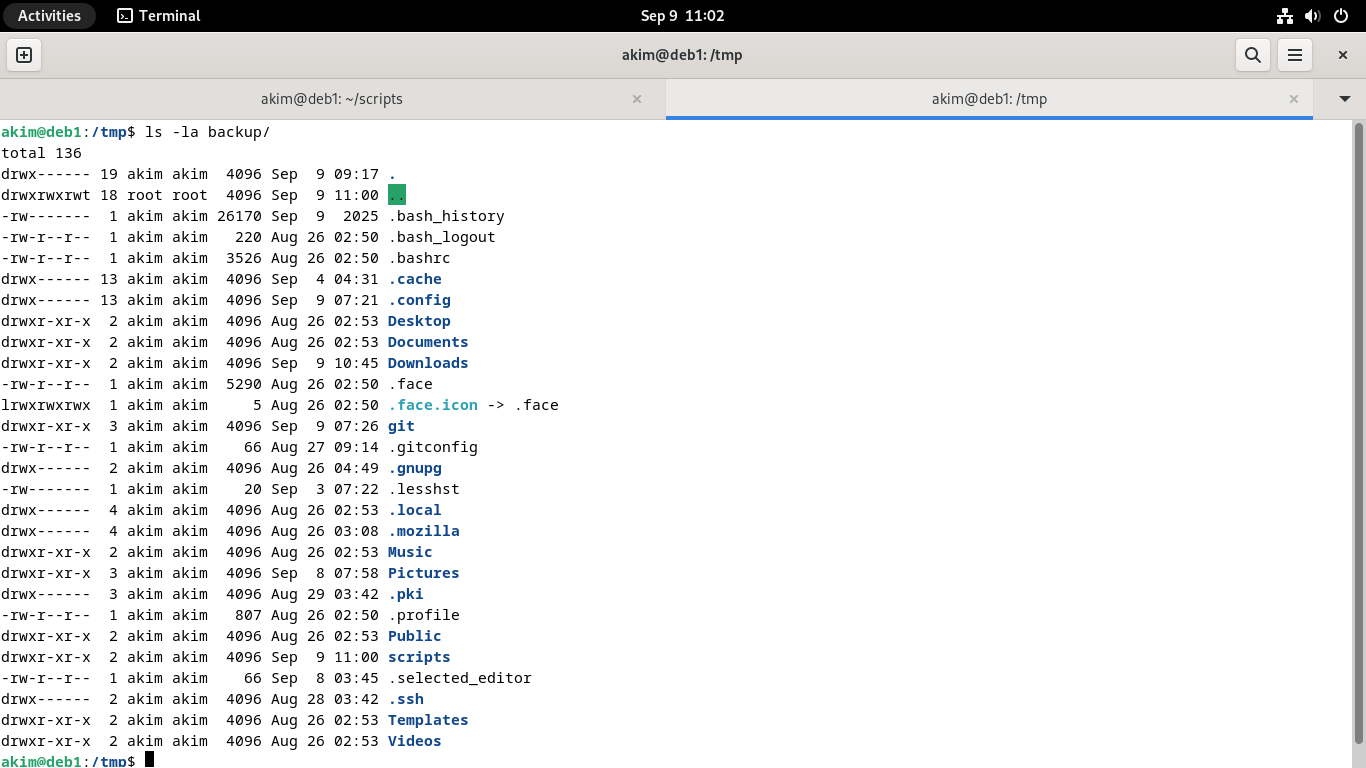 Activities Terminal Sep 9 11:02
akim@deb1: /tmp
akim@deb1: ~/scripts akim@deb1: /tmp
akim@deb1:/tmp$ ls -la backup/
total 136
drwx------ 19 akim akim  4096 Sep  9 09:17 .
drwxrwxrwt 18 root root  4096 Sep  9 11:00 ..
-rw-------  1 akim akim 26170 Sep  9  2025 .bash_history
-rw-r--r--  1 akim akim   220 Aug 26 02:50 .bash_logout
-rw-r--r--  1 akim akim  3526 Aug 26 02:50 .bashrc
drwx------ 13 akim akim  4096 Sep  4 04:31 .cache
drwx------ 13 akim akim  4096 Sep  9 07:21 .config
drwxr-xr-x  2 akim akim  4096 Aug 26 02:53 Desktop
drwxr-xr-x  2 akim akim  4096 Aug 26 02:53 Documents
drwxr-xr-x  2 akim akim  4096 Sep  9 10:45 Downloads
-rw-r--r--  1 akim akim  5290 Aug 26 02:50 .face
lrwxrwxrwx  1 akim akim     5 Aug 26 02:50 .face.icon -> .face
drwxr-xr-x  3 akim akim  4096 Sep  9 07:26 git
-rw-r--r--  1 akim akim    66 Aug 27 09:14 .gitconfig
drwx------  2 akim akim  4096 Aug 26 04:49 .gnupg
-rw-------  1 akim akim    20 Sep  3 07:22 .lesshst
drwx------  4 akim akim  4096 Aug 26 02:53 .local
drwx------  4 akim akim  4096 Aug 26 03:08 .mozilla
drwxr-xr-x  2 akim akim  4096 Aug 26 02:53 Music
drwxr-xr-x  3 akim akim  4096 Sep  8 07:58 Pictures
drwx------  3 akim akim  4096 Aug 29 03:42 .pki
-rw-r--r--  1 akim akim   807 Aug 26 02:50 .profile
drwxr-xr-x  2 akim akim  4096 Aug 26 02:53 Public
drwxr-xr-x  2 akim akim  4096 Sep  9 11:00 scripts
-rw-r--r--  1 akim akim    66 Sep  8 03:45 .selected_editor
drwx------  2 akim akim  4096 Aug 28 03:42 .ssh
drwxr-xr-x  2 akim akim  4096 Aug 26 02:53 Templates
drwxr-xr-x  2 akim akim  4096 Aug 26 02:53 Videos
akim@deb1:/tmp$